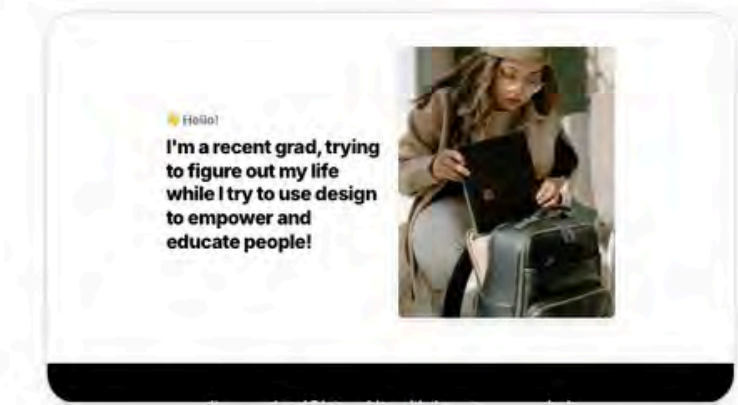 👋 Hello!
I'm a recent grad, trying
to figure out my life
while I try to use design
to empower and
educate people!